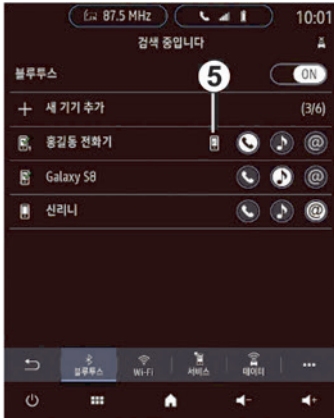 87.5 MHz 10:01
검색 중입니다
블루투스 ON
5
+ 새 기기 추가 (3/6)
홍길동 전화기 @
Galaxy S8 @
신리니 @
블루투스 Wi-Fi 서비스 데이터 ...